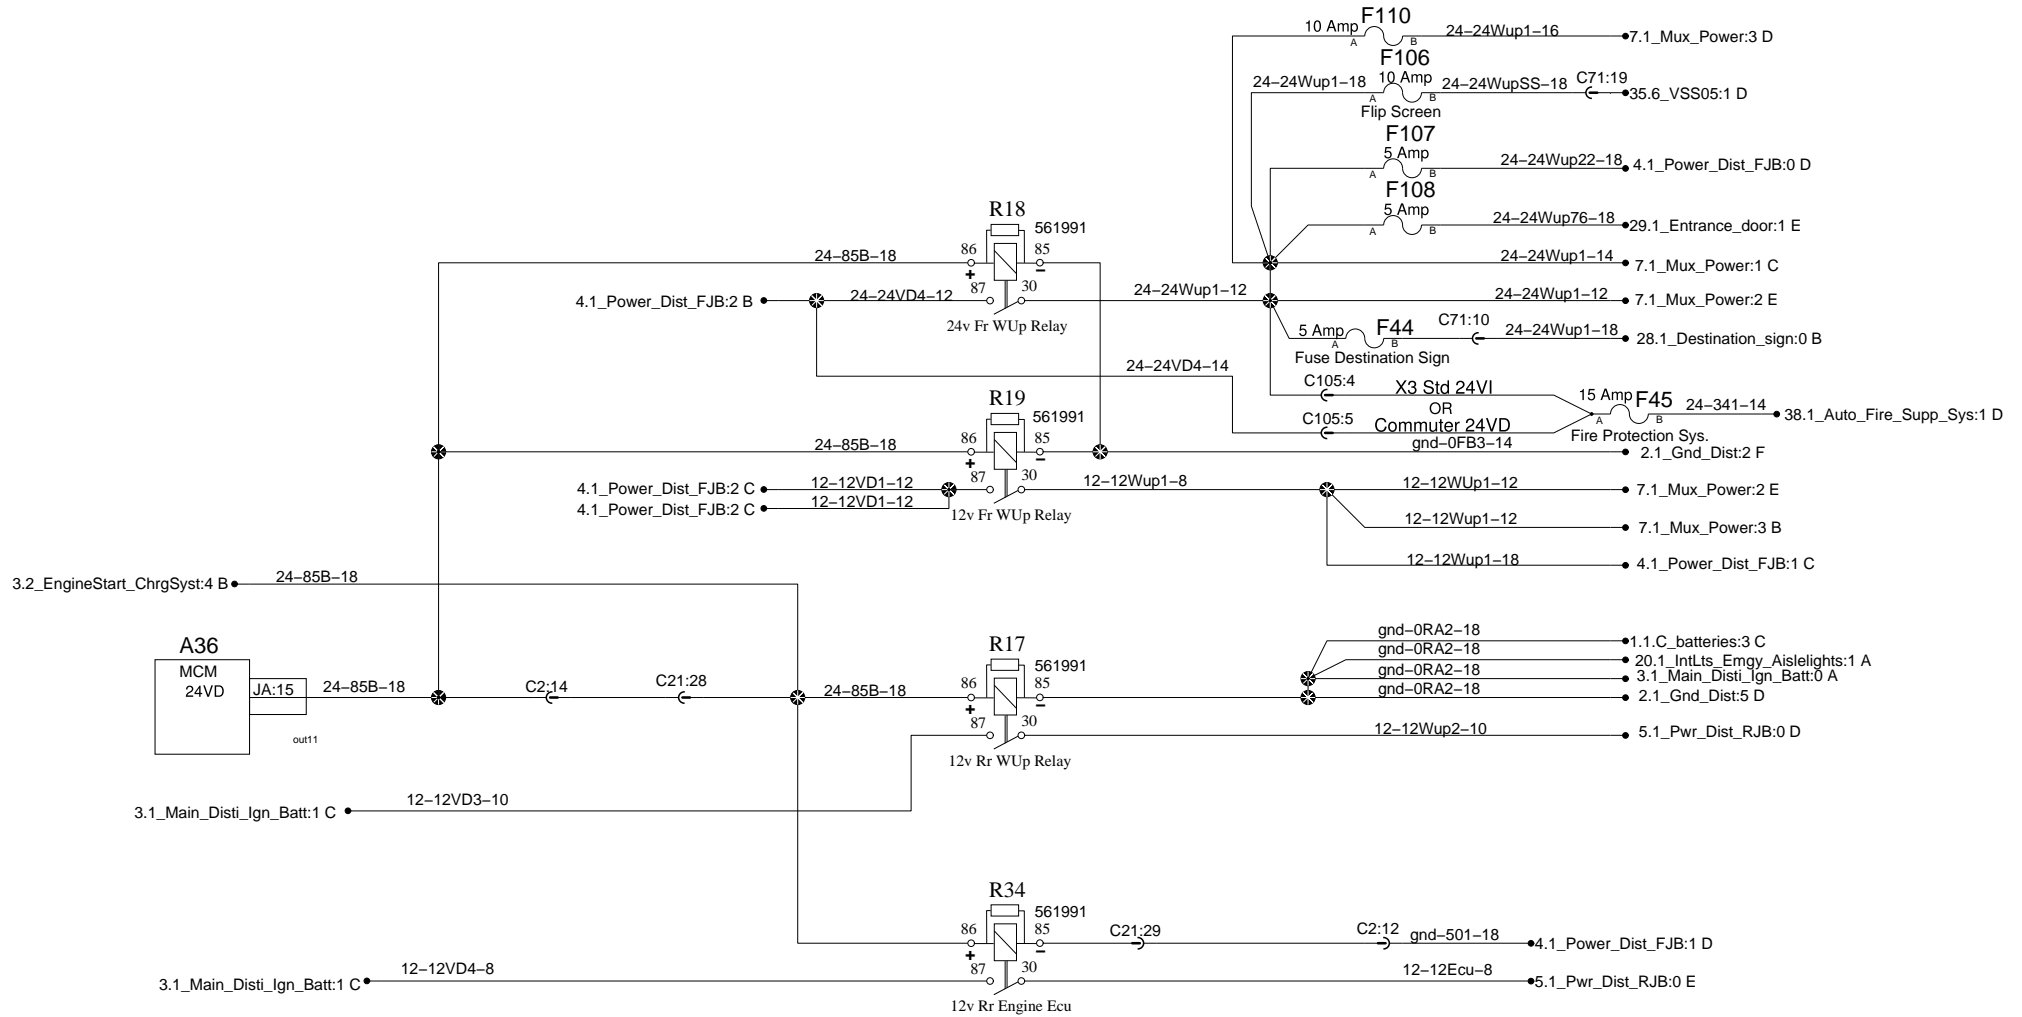 F110
10 Amp
A
B
24–24Wup1–16
7.1_Mux_Power:3 D
F106
24–24Wup1–18
10 Amp
A
B
24–24WupSS–18
C71:19
35.6_VSS05:1 D
Flip Screen
F107
5 Amp
A
B
24–24Wup22–18
4.1_Power_Dist_FJB:0 D
F108
5 Amp
A
B
24–24Wup76–18
29.1_Entrance_door:1 E
R18
561991
24–85B–18
86
85
+
–
24–24Wup1–14
7.1_Mux_Power:1 C
4.1_Power_Dist_FJB:2 B
24–24VD4–12
87
30
24–24Wup1–12
24–24Wup1–12
7.1_Mux_Power:2 E
24v Fr WUp Relay
5 Amp
A
F44
B
C71:10
24–24Wup1–18
28.1_Destination_sign:0 B
Fuse Destination Sign
24–24VD4–14
C105:4
X3 Std 24VI
OR
C105:5
Commuter 24VD
15 Amp
A
F45
B
24–341–14
38.1_Auto_Fire_Supp_Sys:1 D
Fire Protection Sys.
R19
561991
24–85B–18
86
85
+
–
gnd–0FB3–14
2.1_Gnd_Dist:2 F
4.1_Power_Dist_FJB:2 C
12–12VD1–12
87
30
12–12Wup1–8
12–12WUp1–12
7.1_Mux_Power:2 E
4.1_Power_Dist_FJB:2 C
12–12VD1–12
12v Fr WUp Relay
12–12Wup1–12
7.1_Mux_Power:3 B
12–12Wup1–18
4.1_Power_Dist_FJB:1 C
3.2_EngineStart_ChrgSyst:4 B
24–85B–18
A36
MCM
24VD
JA:15
out11
24–85B–18
C2:14
C21:28
24–85B–18
R17
561991
86
85
+
–
gnd–0RA2–18
1.1.C_batteries:3 C
gnd–0RA2–18
20.1_IntLts_Emgy_Aislelights:1 A
gnd–0RA2–18
3.1_Main_Disti_Ign_Batt:0 A
gnd–0RA2–18
2.1_Gnd_Dist:5 D
87
30
12–12Wup2–10
5.1_Pwr_Dist_RJB:0 D
12v Rr WUp Relay
3.1_Main_Disti_Ign_Batt:1 C
12–12VD3–10
R34
561991
86
85
+
–
C21:29
C2:12
gnd–501–18
4.1_Power_Dist_FJB:1 D
3.1_Main_Disti_Ign_Batt:1 C
12–12VD4–8
87
30
12–12Ecu–8
5.1_Pwr_Dist_RJB:0 E
12v Rr Engine Ecu